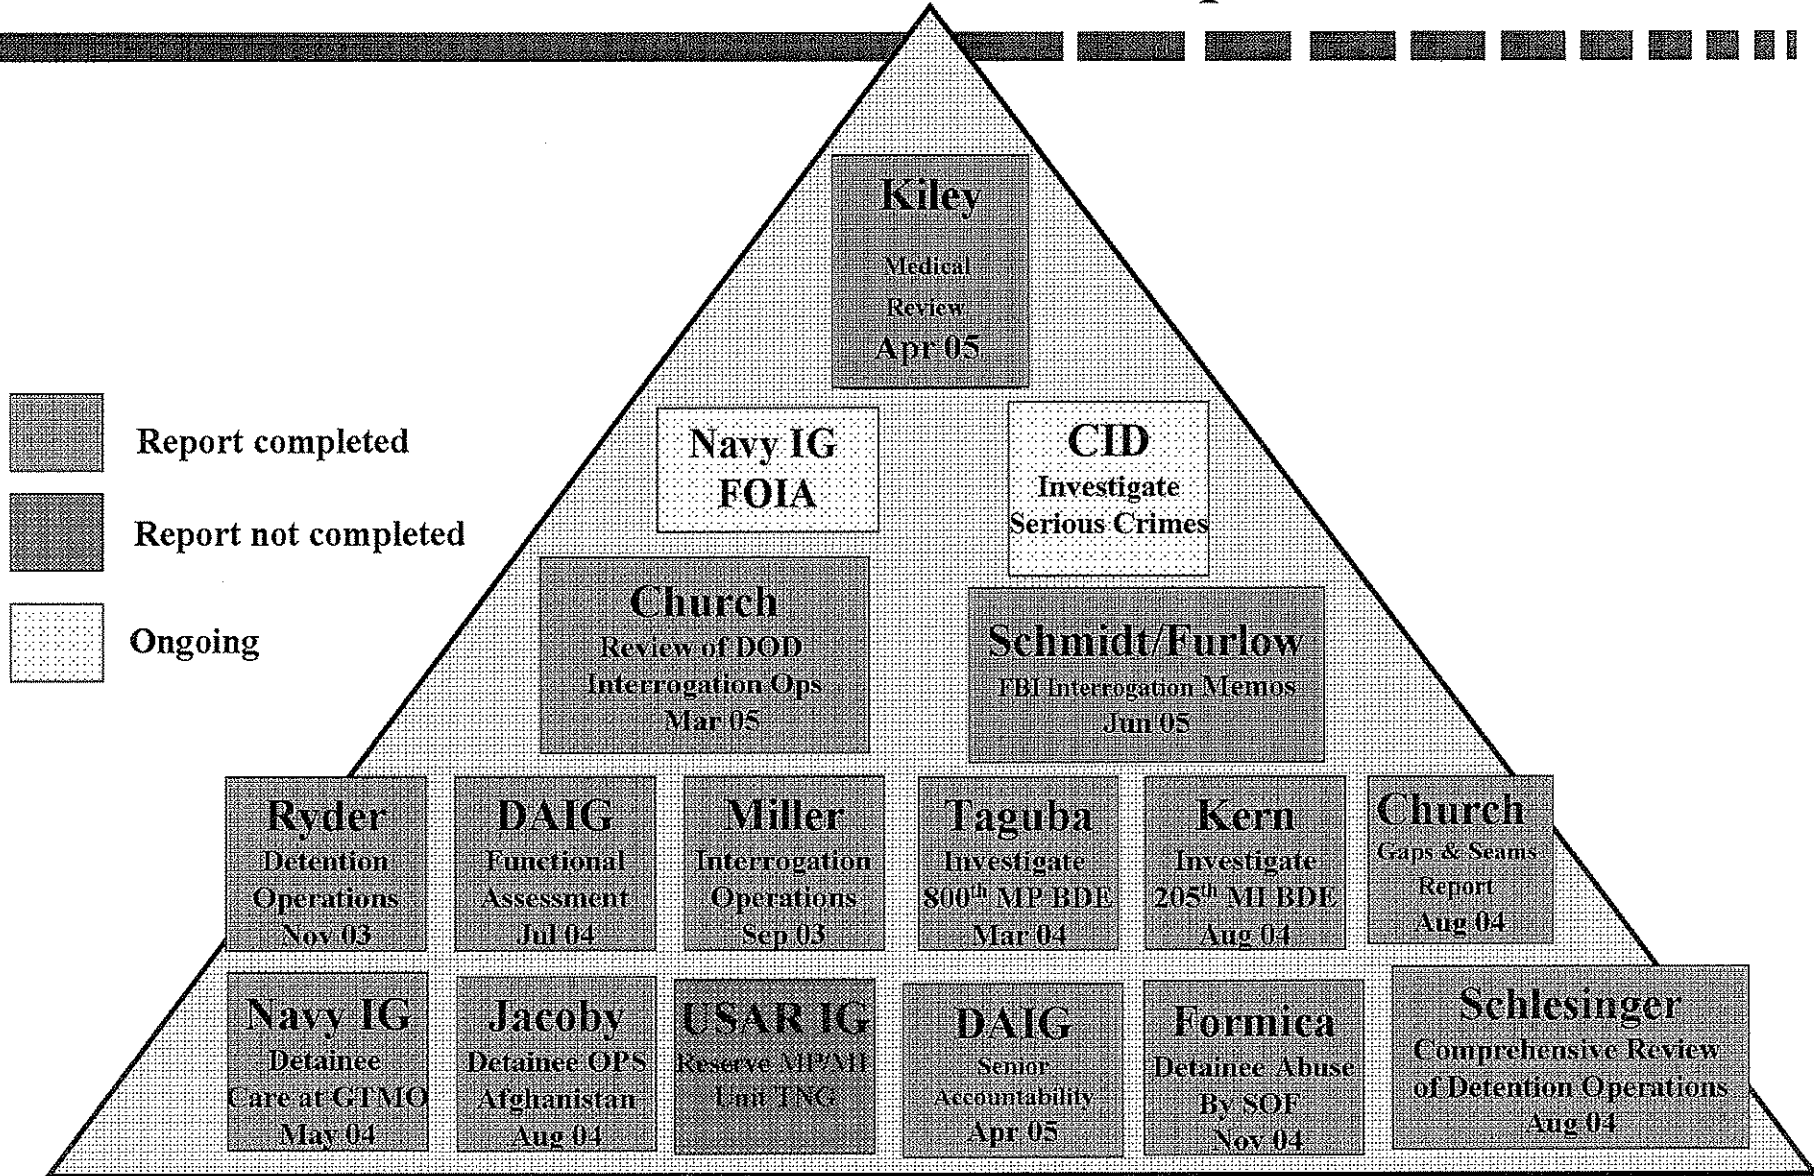 Kiley
Medical
Review
Apr 05
Navy IG
FOIA
CID
Investigate
Serious Crimes
Report completed
Report not completed
Ongoing
Church
Review of DOD
Interrogation Ops
Mar 05
Schmidt/Furlow
FBI Interrogation Memos
Jun 05
Ryder
Detention
Operations
Nov 03
DAIG
Functional
Assessment
Jul 04
Miller
Interrogation
Operations
Sep 03
Taguba
Investigate
800th MP BDE
Mar 04
Kern
Investigate
205th MI BDE
Aug 04
Church
Gaps & Seams
Report
Aug 04
Navy IG
Detainee
Care at GTMO
May 04
Jacoby
Detainee OPS
Afghanistan
Aug 04
USAR IG
Reserve MP/MI
Unit TNG
DAIG
Senior
Accountability
Apr 05
Formica
Detainee Abuse
By SOF
Nov 04
Schlesinger
Comprehensive Review
of Detention Operations
Aug 04